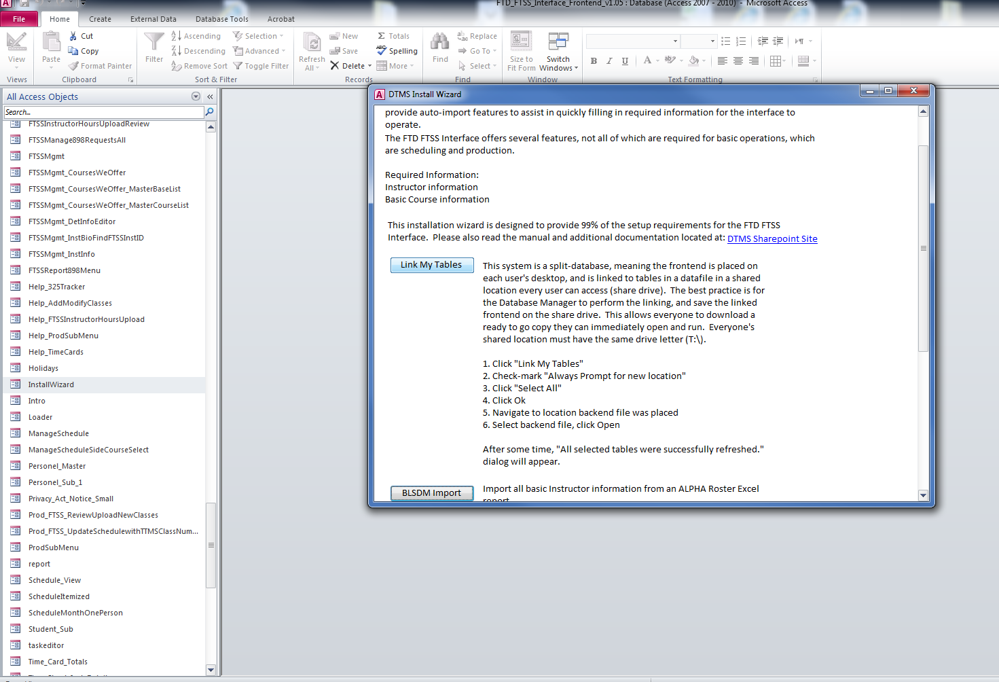 FTD_FTSS_Interface_Frontend_v1.05 : Database (Access 2007 - 2010) - Microsoft Access
File Home Create External Data Database Tools Acrobat
View
Views
Paste
Cut
Copy
Format Painter
Clipboard
Filter
Ascending
Descending
Remove Sort
Selection
Advanced
Toggle Filter
Sort & Filter
Refresh
All
New
Save
Delete
Totals
Spelling
More
Records
Find
Replace
Go To
Select
Find
Size to
Fit Form
Switch
Windows
Window
B I U A
Text Formatting
All Access Objects
Search...
FTSSInstructorHoursUploadReview
FTSSManage898RequestsAll
FTSSMgmt
FTSSMgmt_CoursesWeOffer
FTSSMgmt_CoursesWeOffer_MasterBaseList
FTSSMgmt_CoursesWeOffer_MasterCourseList
FTSSMgmt_DetInfoEditor
FTSSMgmt_InstBioFindFTSSInstID
FTSSMgmt_InstInfo
FTSSReport898Menu
Help_325Tracker
Help_AddModifyClasses
Help_FTSSInstructorHoursUpload
Help_ProdSubMenu
Help_TimeCards
Holidays
InstallWizard
Intro
Loader
ManageSchedule
ManageScheduleSideCourseSelect
Personel_Master
Personel_Sub_1
Privacy_Act_Notice_Small
Prod_FTSS_ReviewUploadNewClasses
Prod_FTSS_UpdateSchedulewithTTMSClassNum...
ProdSubMenu
report
Schedule_View
ScheduleItemized
ScheduleMonthOnePerson
Student_Sub
taskeditor
Time_Card_Totals
DTMS Install Wizard
provide auto-import features to assist in quickly filling in required information for the interface to
operate.
The FTD FTSS Interface offers several features, not all of which are required for basic operations, which
are scheduling and production.
Required Information:
Instructor information
Basic Course information
This installation wizard is designed to provide 99% of the setup requirements for the FTD FTSS
Interface. Please also read the manual and additional documentation located at: DTMS Sharepoint Site
Link My Tables
This system is a split-database, meaning the frontend is placed on
each user's desktop, and is linked to tables in a datafile in a shared
location every user can access (share drive). The best practice is for
the Database Manager to perform the linking, and save the linked
frontend on the share drive. This allows everyone to download a
ready to go copy they can immediately open and run. Everyone's
shared location must have the same drive letter (T:\).
1. Click "Link My Tables"
2. Check-mark "Always Prompt for new location"
3. Click "Select All"
4. Click Ok
5. Navigate to location backend file was placed
6. Select backend file, click Open
After some time, "All selected tables were successfully refreshed."
dialog will appear.
BLSDM Import
Import all basic Instructor information from an ALPHA Roster Excel
report